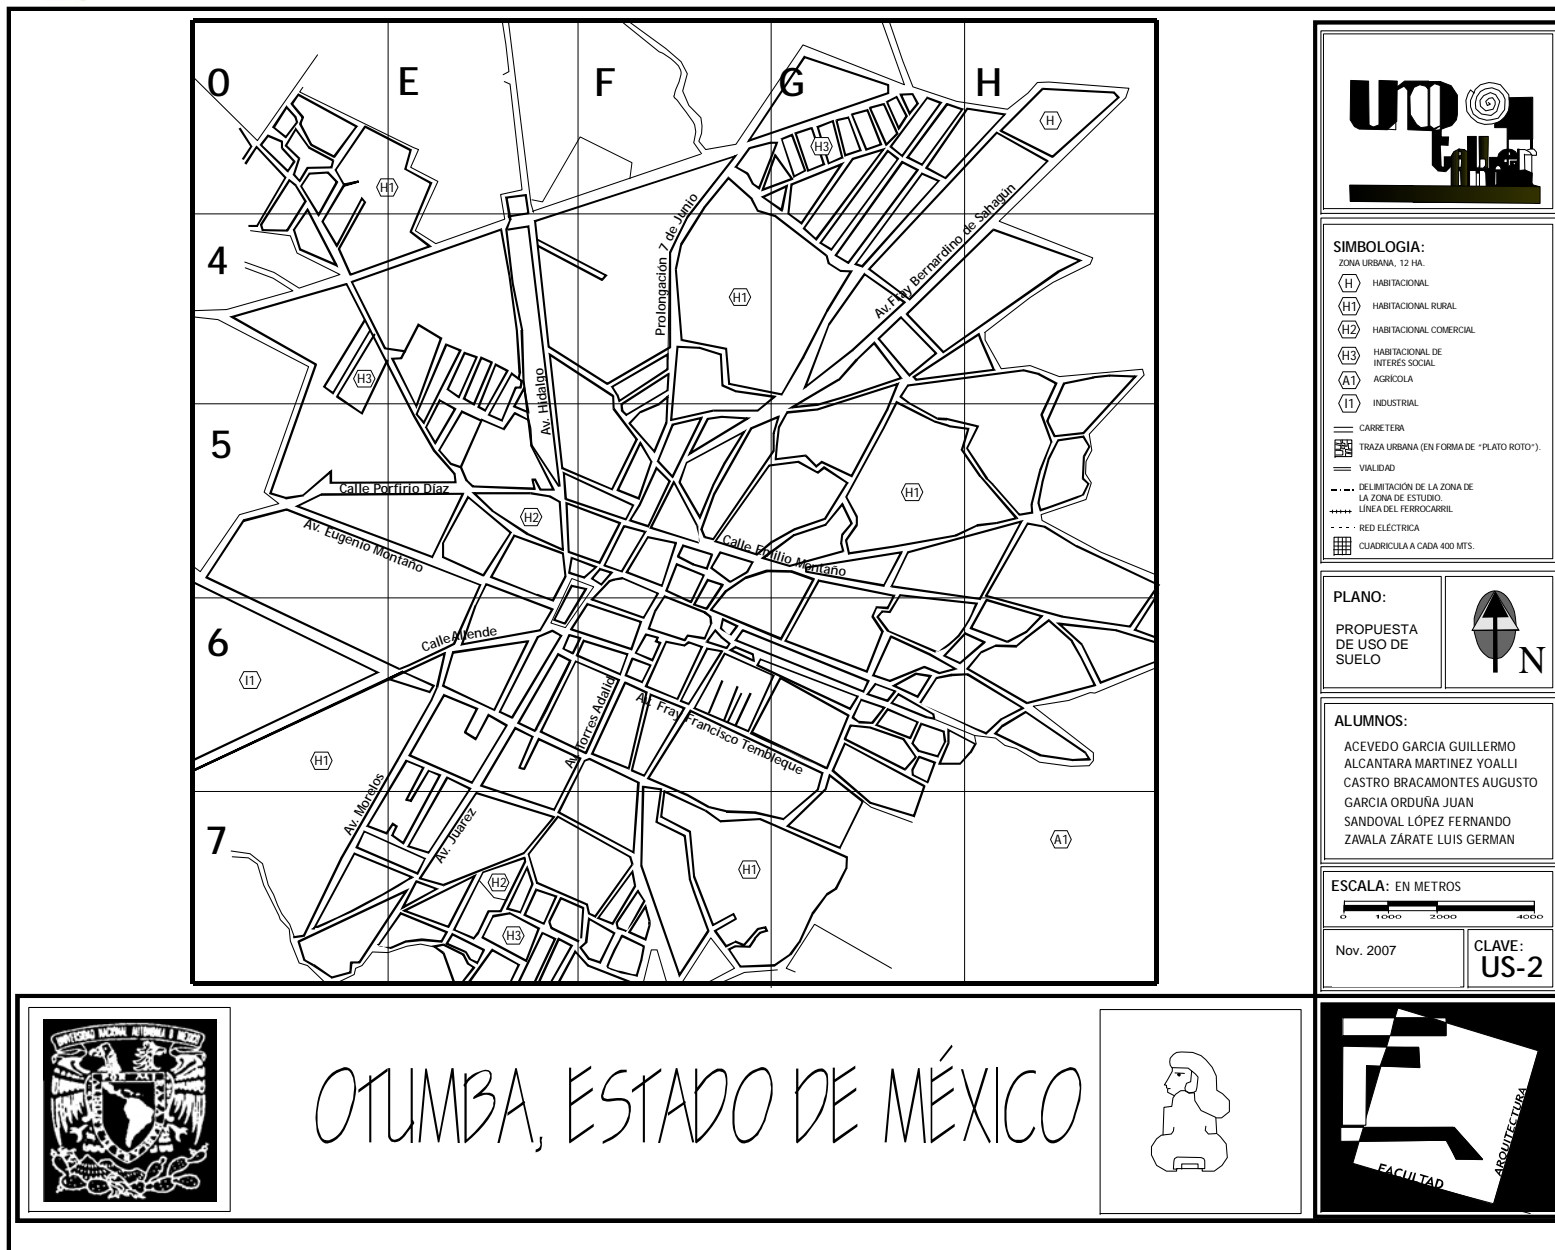 0 E F G H
4
5
6
7
H
H3
H1
H1
H3
H1
H2
I1
H1
A1
H1
H2
H3
Prolongación 7 de Junio
Av. Fray Bernardino de Sahagún
Av. Hidalgo
Calle Porfirio Díaz
Av. Eugenio Montaño
Calle Emilio Montaño
Calle Allende
Av. Torres Adalid
Av. Fray Francisco Tembleque
Av. Morelos
Av. Juarez
uap
taller
SIMBOLOGIA:
ZONA URBANA, 12 HA.
H HABITACIONAL
H1 HABITACIONAL RURAL
H2 HABITACIONAL COMERCIAL
H3 HABITACIONAL DE
INTERÉS SOCIAL
A1 AGRÍCOLA
I1 INDUSTRIAL
CARRETERA
TRAZA URBANA (EN FORMA DE "PLATO ROTO").
VIALIDAD
DELIMITACIÓN DE LA ZONA DE
LA ZONA DE ESTUDIO.
LÍNEA DEL FERROCARRIL
RED ELÉCTRICA
CUADRICULA A CADA 400 MTS.
PLANO:
PROPUESTA
DE USO DE
SUELO
N
ALUMNOS:
ACEVEDO GARCIA GUILLERMO
ALCANTARA MARTINEZ YOALLI
CASTRO BRACAMONTES AUGUSTO
GARCIA ORDUÑA JUAN
SANDOVAL LÓPEZ FERNANDO
ZAVALA ZÁRATE LUIS GERMAN
ESCALA: EN METROS
0 1000 2000 4000
Nov. 2007
CLAVE:
US-2
UNIVERSIDAD NACIONAL AUTONOMA D MEXICO
OTUMBA, ESTADO DE MÉXICO
FACULTAD
ARQUITECTURA